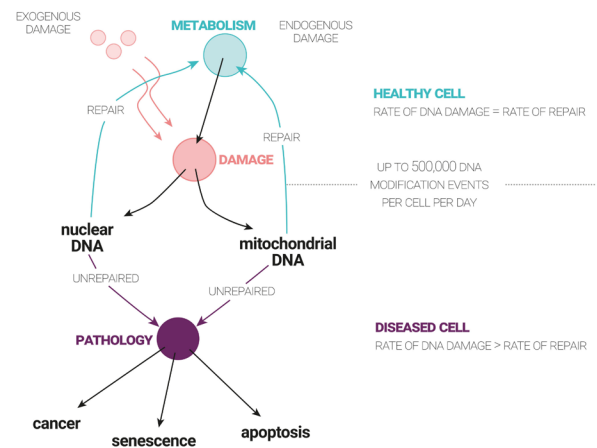 EXOGENOUS
DAMAGE
METABOLISM
ENDOGENOUS
DAMAGE
HEALTHY CELL
RATE OF DNA DAMAGE = RATE OF REPAIR
REPAIR
REPAIR
DAMAGE
UP TO 500,000 DNA
MODIFICATION EVENTS
PER CELL PER DAY
nuclear
DNA
mitochondrial
DNA
UNREPAIRED
UNREPAIRED
PATHOLOGY
DISEASED CELL
RATE OF DNA DAMAGE > RATE OF REPAIR
cancer
senescence
apoptosis